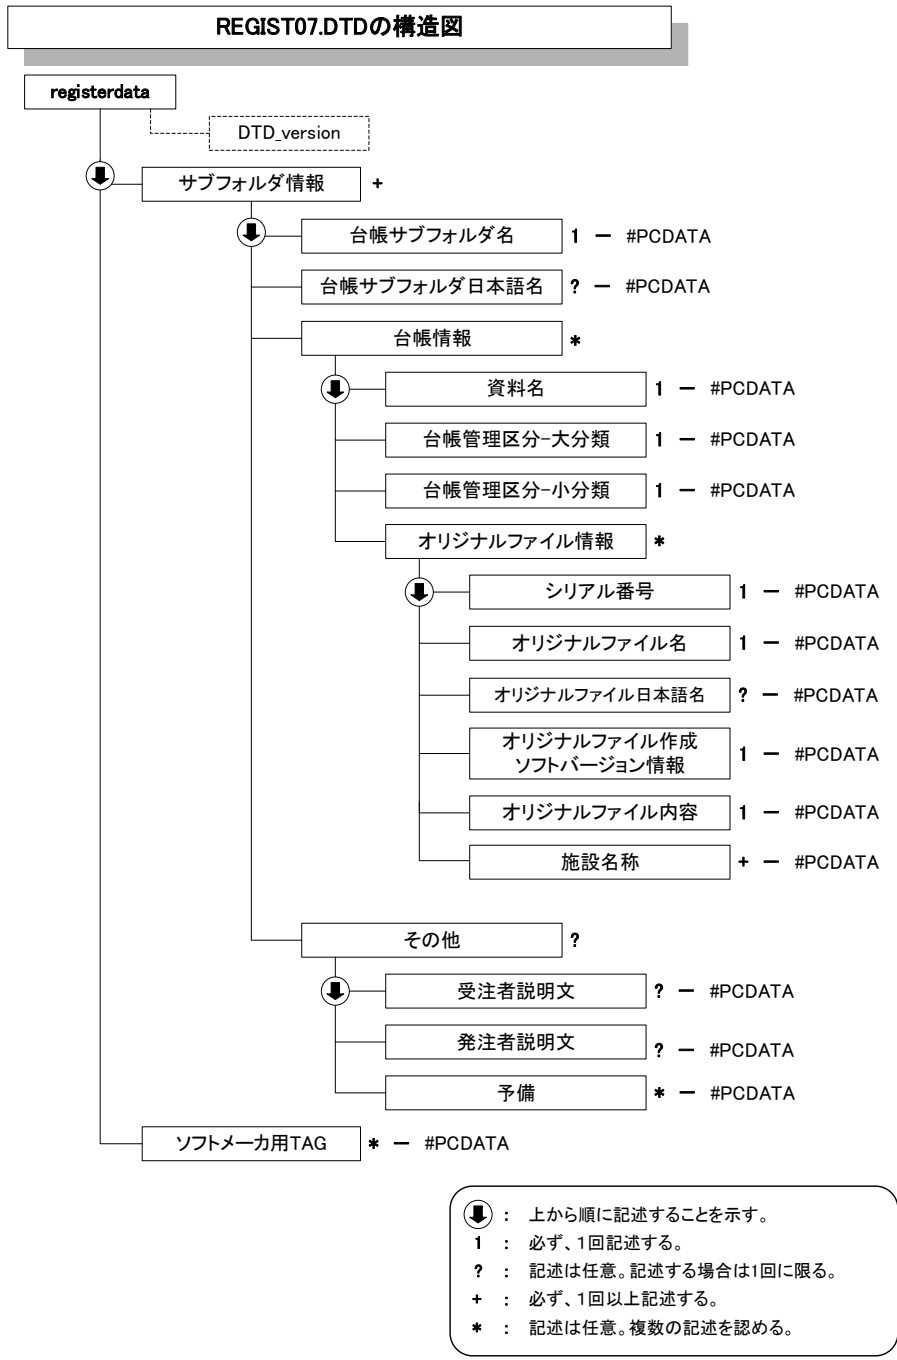 REGIST07.DTDの構造図
registerdata
DTD_version
サブフォルダ情報 +
台帳サブフォルダ名 1 ー #PCDATA
台帳サブフォルダ日本語名 ? ー #PCDATA
台帳情報 *
資料名 1 ー #PCDATA
台帳管理区分-大分類 1 ー #PCDATA
台帳管理区分-小分類 1 ー #PCDATA
オリジナルファイル情報 *
シリアル番号 1 ー #PCDATA
オリジナルファイル名 1 ー #PCDATA
オリジナルファイル日本語名 ? ー #PCDATA
オリジナルファイル作成
ソフトバージョン情報 1 ー #PCDATA
オリジナルファイル内容 1 ー #PCDATA
施設名称 + ー #PCDATA
その他 ?
受注者説明文 ? ー #PCDATA
発注者説明文 ? ー #PCDATA
予備 * ー #PCDATA
ソフトメーカ用TAG * ー #PCDATA
： 上から順に記述することを示す。
1 ： 必ず、1回記述する。
? ： 記述は任意。記述する場合は1回に限る。
+ ： 必ず、1回以上記述する。
* ： 記述は任意。複数の記述を認める。